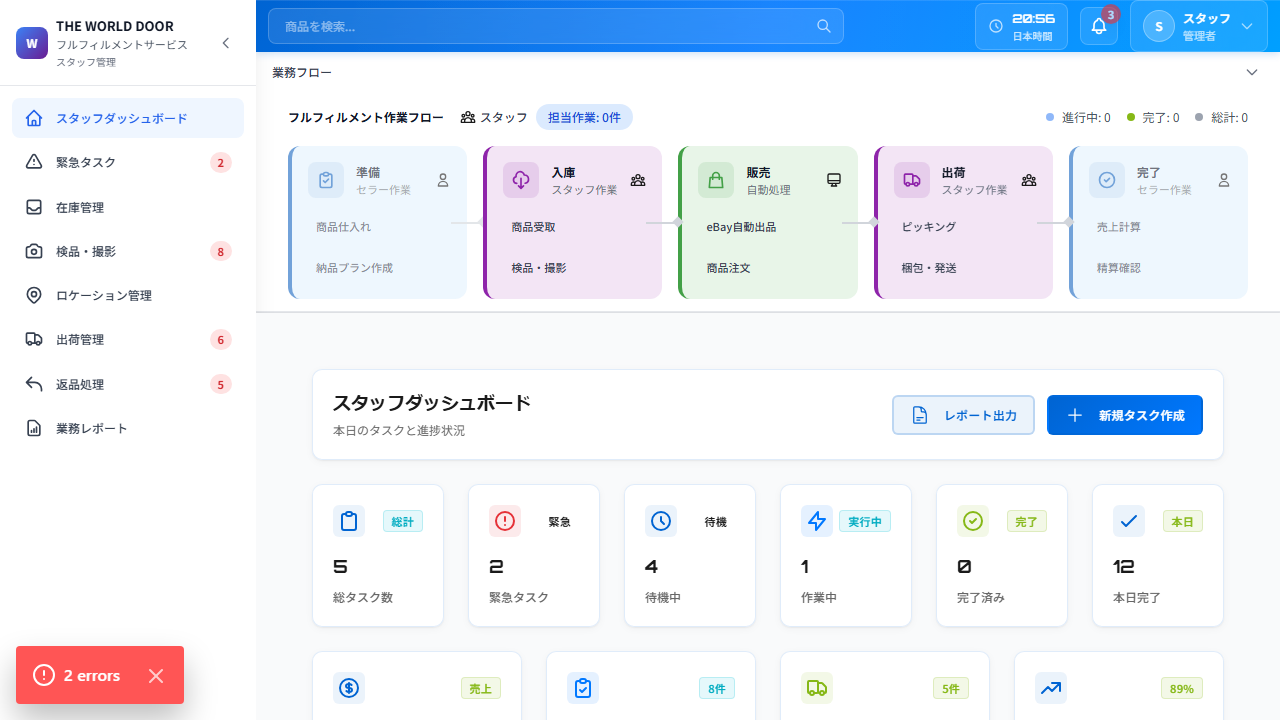 W
THE WORLD DOOR
フルフィルメントサービス
スタッフ管理
スタッフダッシュボード
緊急タスク
2
在庫管理
検品・撮影
8
ロケーション管理
出荷管理
6
返品処理
5
業務レポート
2 errors
商品を検索...
20:56
日本時間
3
S
スタッフ
管理者
業務フロー
フルフィルメント作業フロー
スタッフ
担当作業: 0件
進行中: 0
完了: 0
総計: 0
準備
セラー作業
商品仕入れ
納品プラン作成
入庫
スタッフ作業
商品受取
検品・撮影
販売
自動処理
eBay自動出品
商品注文
出荷
スタッフ作業
ピッキング
梱包・発送
完了
セラー作業
売上計算
精算確認
スタッフダッシュボード
本日のタスクと進捗状況
レポート出力
新規タスク作成
総計
5
総タスク数
緊急
2
緊急タスク
待機
4
待機中
実行中
1
作業中
完了
0
完了済み
本日
12
本日完了
売上
8件
5件
89%